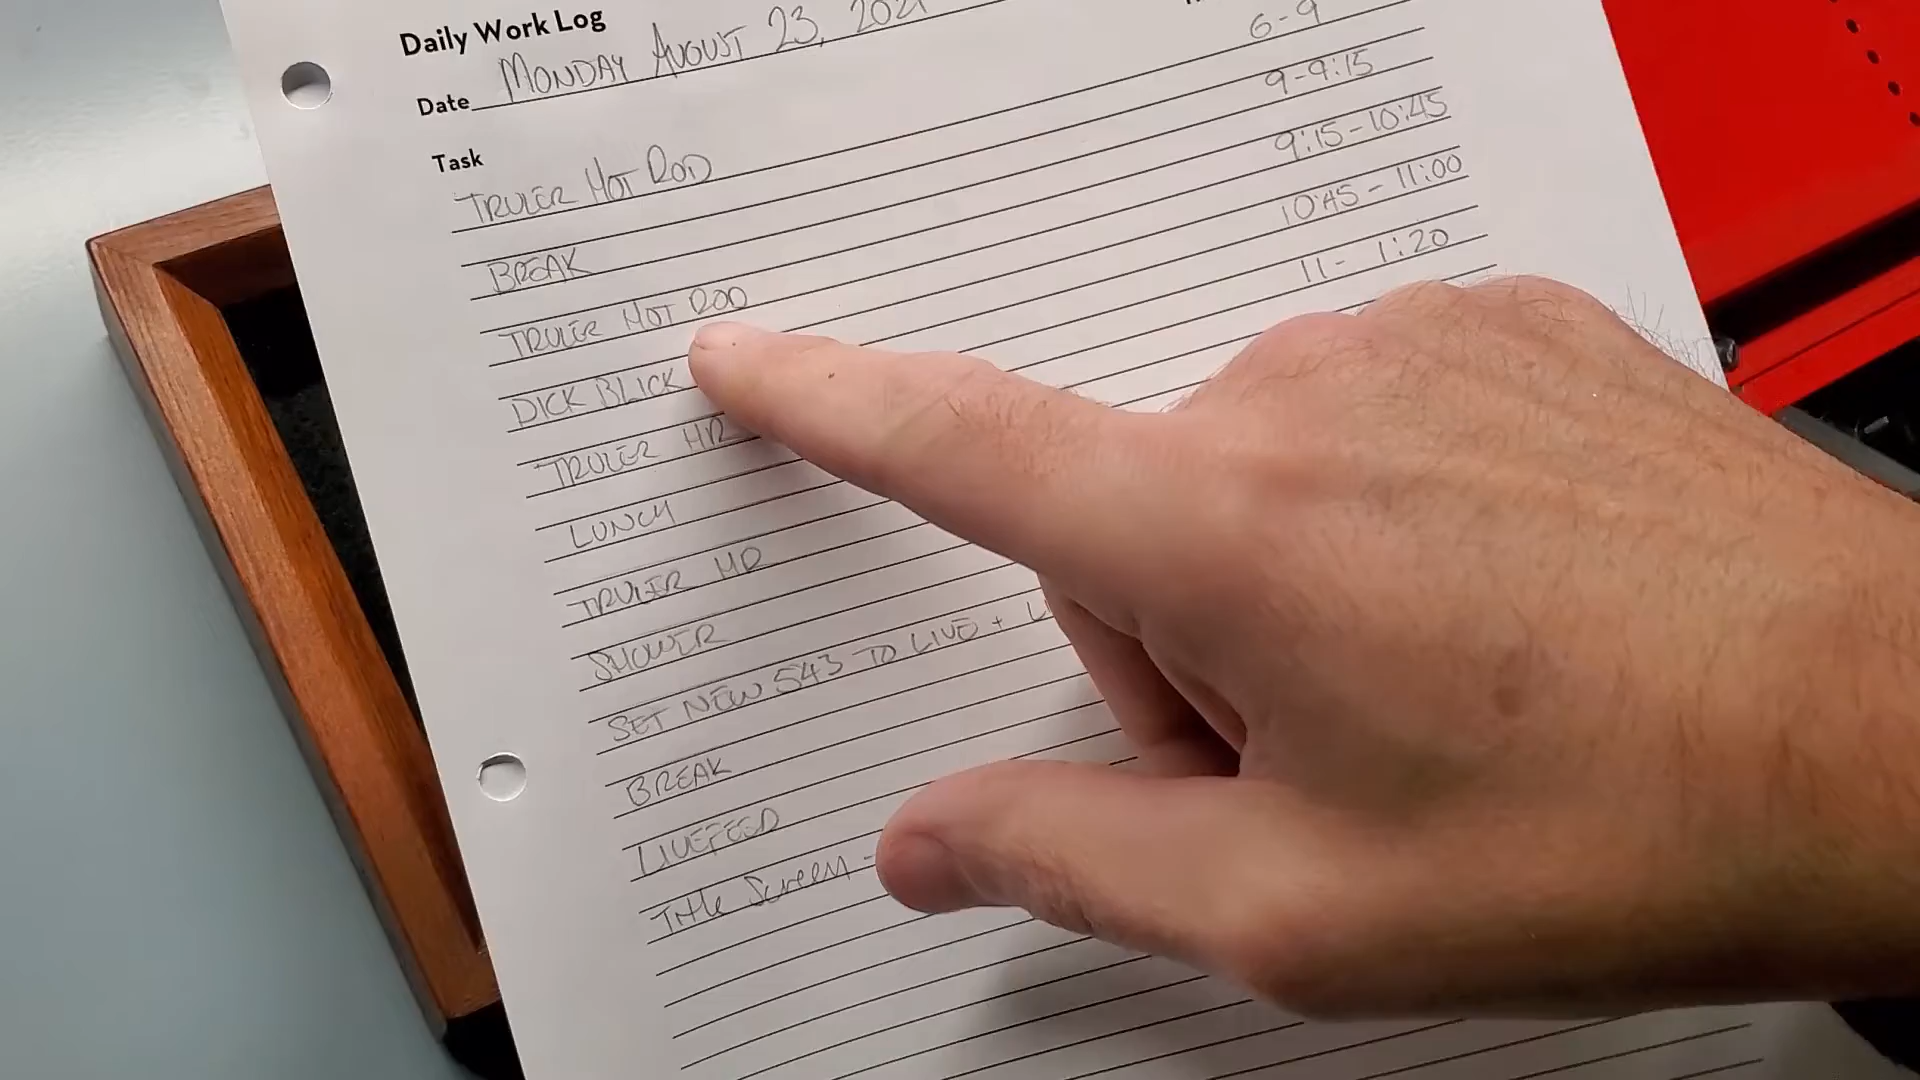 Daily Work Log
Date MONDAY AUGUST 23, 2021
Task
TRULER HOT ROD 6-9
BREAK 9-9:15
TRULER HOT ROD 9:15-10:45
DICK BLICK 10:45-11:00
TRULER HR 11-1:20
LUNCH
TRULER HR
SHOWER
SET NEW 543 TO LIVE +
BREAK
LIVEFEED
Title Screen -